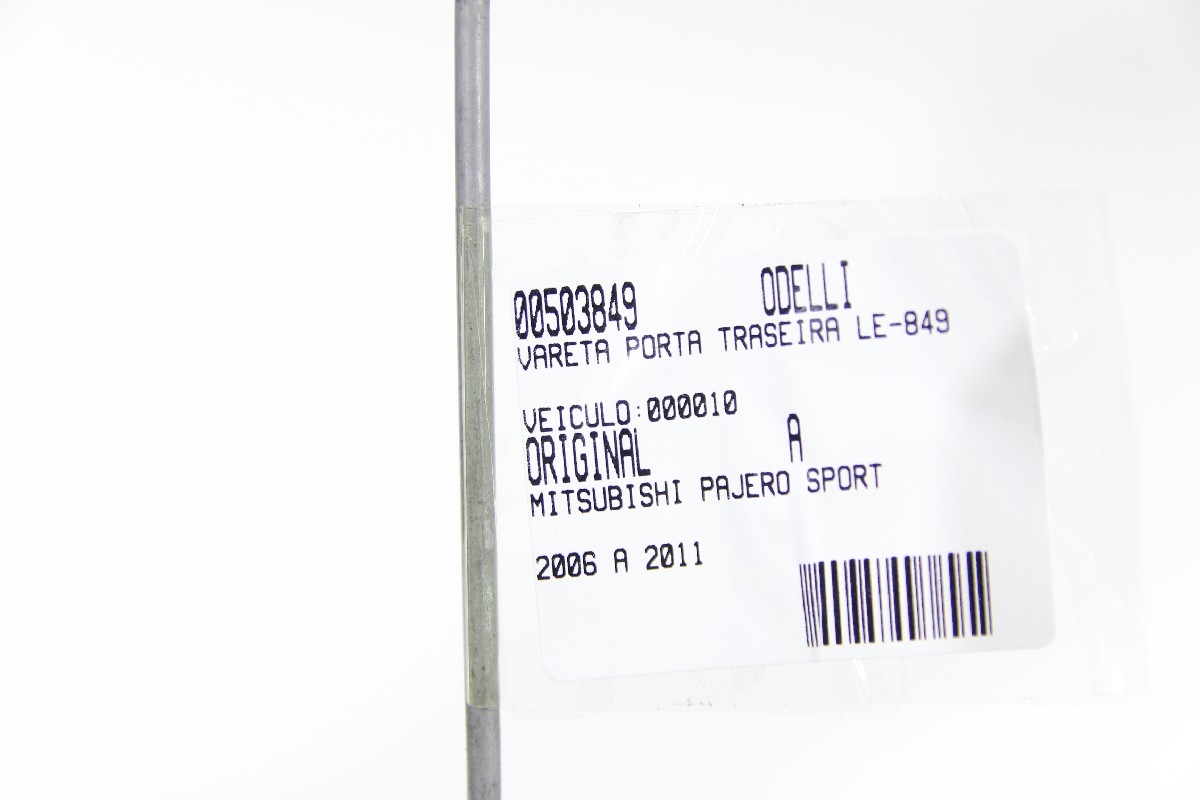 00503849 ODELLI
VARETA PORTA TRASEIRA LE-849
VEICULO:000010
ORIGINAL A
MITSUBISHI PAJERO SPORT
2006 A 2011